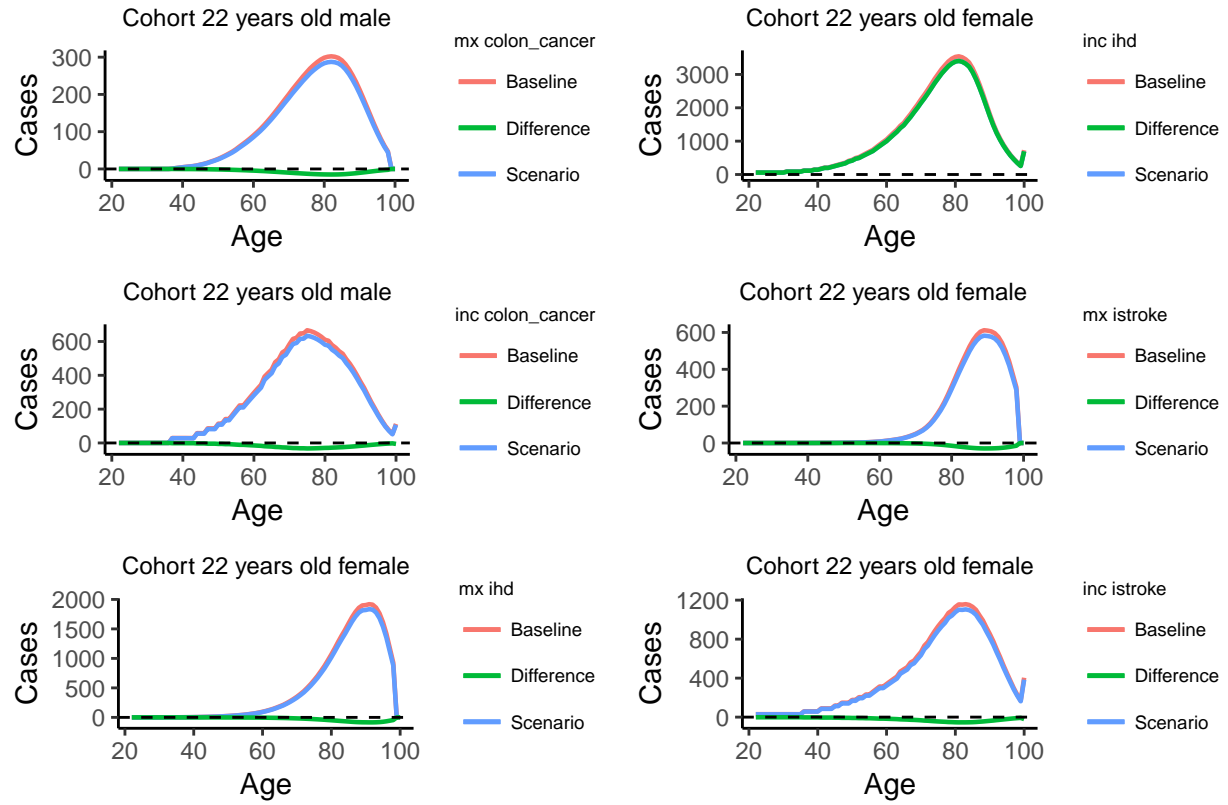 Cohort 22 years old male
mx colon_cancer
Baseline
Difference
Scenario
Cases
300
200
100
0
20 40 60 80 100
Age
Cohort 22 years old female
inc ihd
Baseline
Difference
Scenario
Cases
3000
2000
1000
0
20 40 60 80 100
Age
Cohort 22 years old male
inc colon_cancer
Baseline
Difference
Scenario
Cases
600
400
200
0
20 40 60 80 100
Age
Cohort 22 years old female
mx istroke
Baseline
Difference
Scenario
Cases
600
400
200
0
20 40 60 80 100
Age
Cohort 22 years old female
mx ihd
Baseline
Difference
Scenario
Cases
2000
1500
1000
500
0
20 40 60 80 100
Age
Cohort 22 years old female
inc istroke
Baseline
Difference
Scenario
Cases
1200
800
400
0
20 40 60 80 100
Age